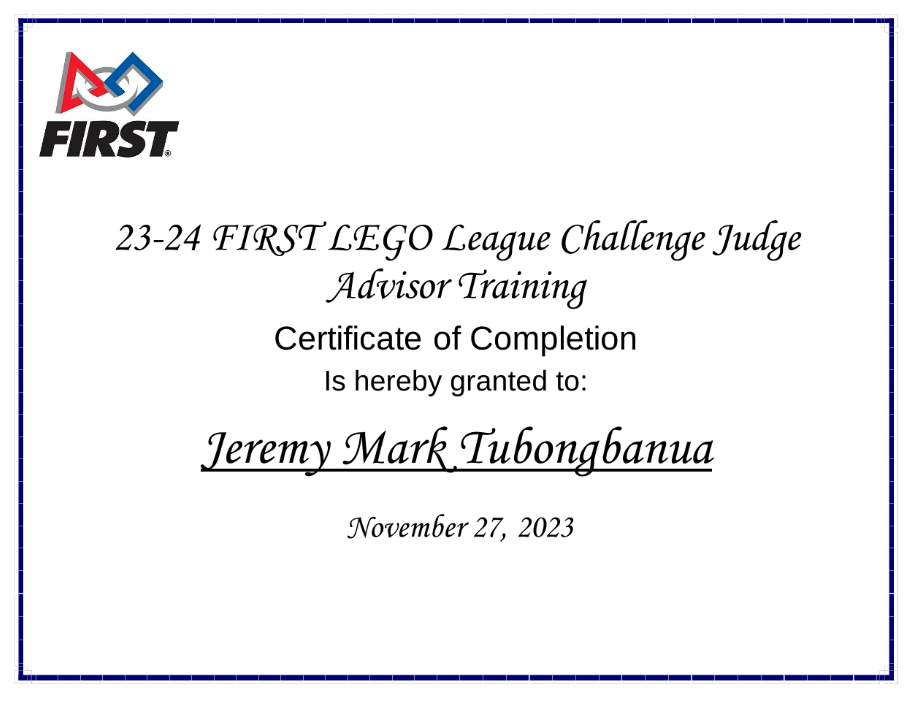 FIRST®
23-24 FIRST LEGO League Challenge Judge
Advisor Training
Certificate of Completion
Is hereby granted to:
Jeremy Mark Tubongbanua
November 27, 2023